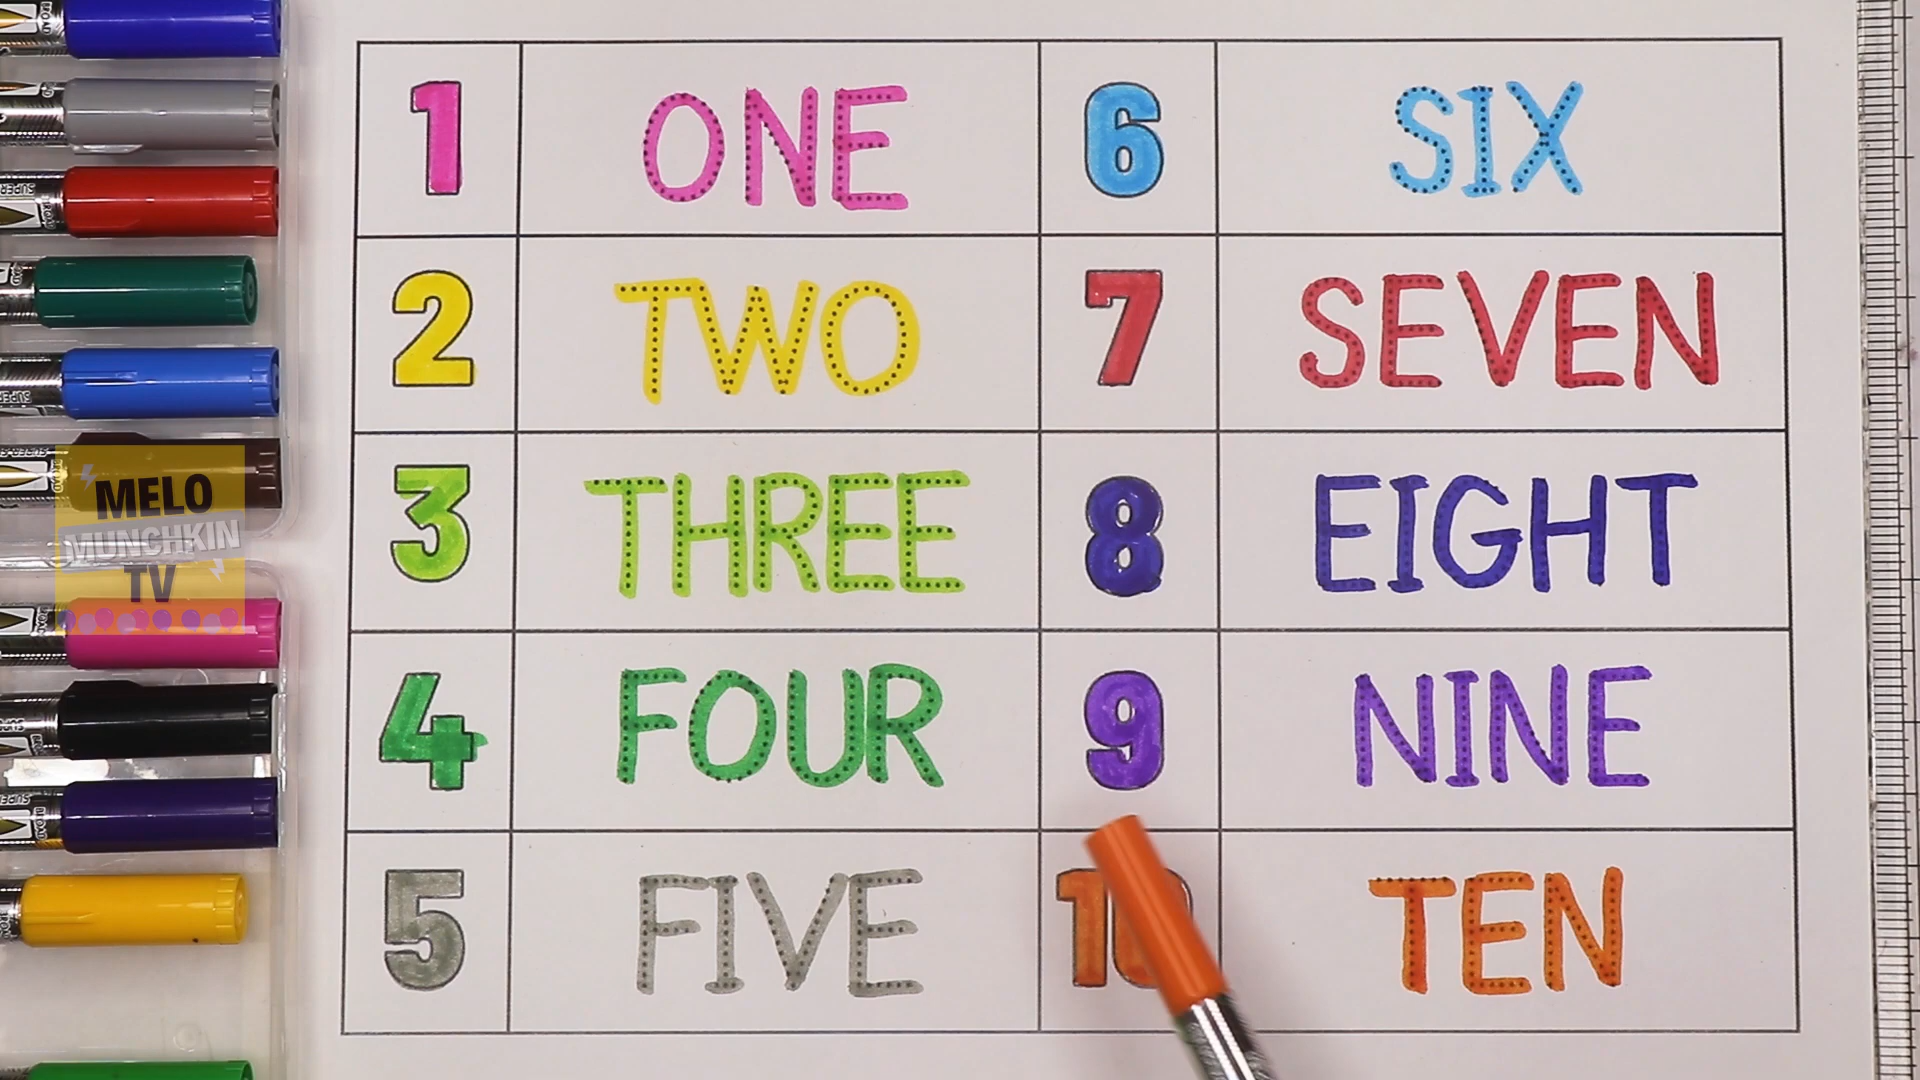 1 ONE 6 SIX
2 TWO 7 SEVEN
3 THREE 8 EIGHT
4 FOUR 9 NINE
5 FIVE 10 TEN
MELO
MUNCHKIN
TV